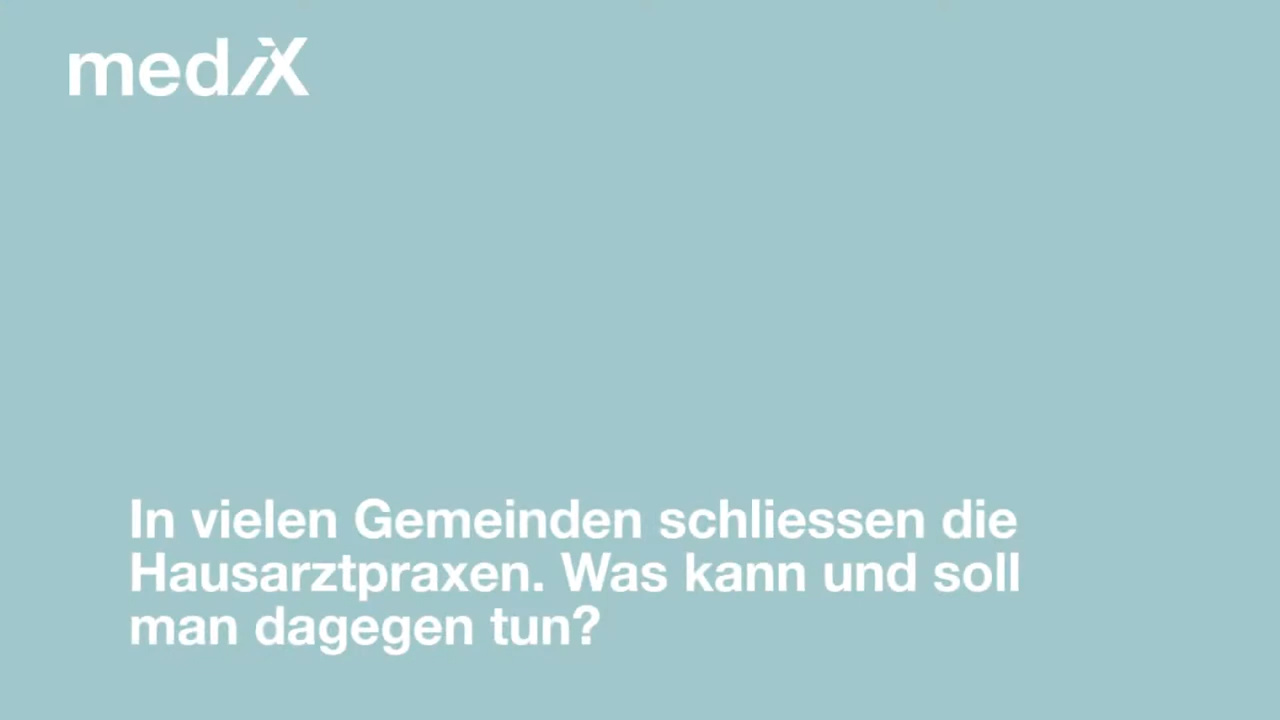 mediX
In vielen Gemeinden schliessen die
Hausarztpraxen. Was kann und soll
man dagegen tun?